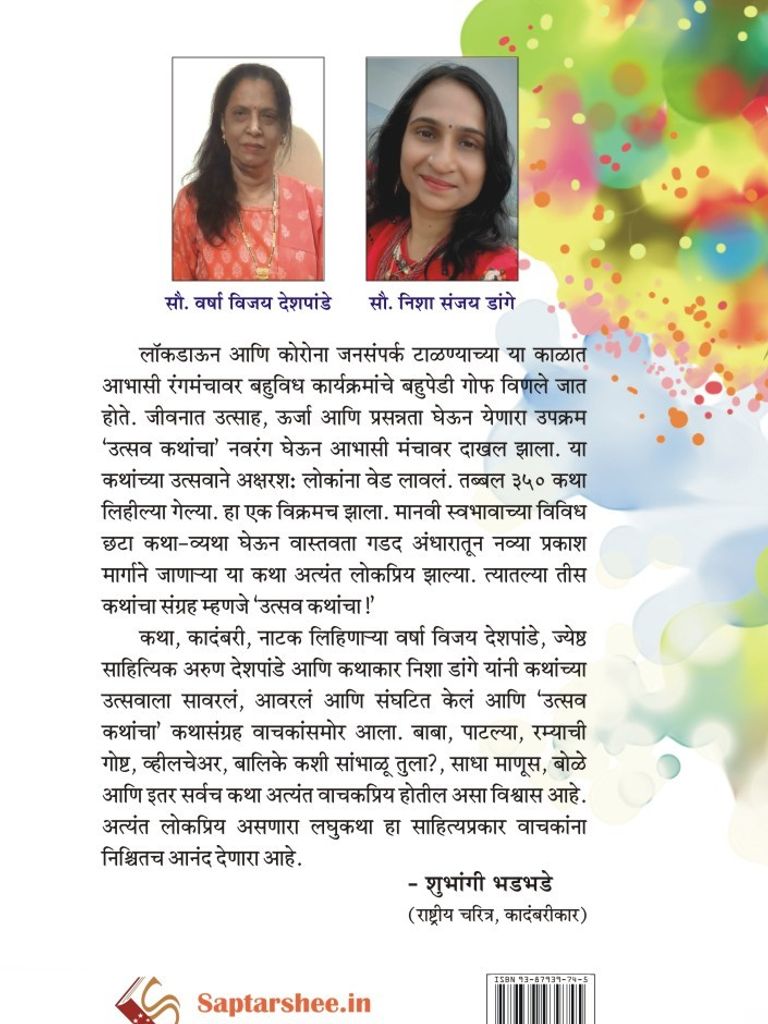 सौ. वर्षा विजय देशपांडे
सौ. निशा संजय डांगे
लॉकडाऊन आणि कोरोना जनसंपर्क टाळण्याच्या या काळात
आभासी रंगमंचावर बहुविध कार्यक्रमांचे बहुपेडी गोफ विणले जात
होते. जीवनात उत्साह, ऊर्जा आणि प्रसन्नता घेऊन येणारा उपक्रम
‘उत्सव कथांचा’ नवरंग घेऊन आभासी मंचावर दाखल झाला. या
कथांच्या उत्सवाने अक्षरश: लोकांना वेड लावलं. तब्बल ३५० कथा
लिहील्या गेल्या. हा एक विक्रमच झाला. मानवी स्वभावाच्या विविध
छटा कथा-व्यथा घेऊन वास्तवता गडद अंधारातून नव्या प्रकाश
मार्गाने जाणाऱ्या या कथा अत्यंत लोकप्रिय झाल्या. त्यातल्या तीस
कथांचा संग्रह म्हणजे ‘उत्सव कथांचा!’
कथा, कादंबरी, नाटक लिहिणाऱ्या वर्षा विजय देशपांडे, ज्येष्ठ
साहित्यिक अरुण देशपांडे आणि कथाकार निशा डांगे यांनी कथांच्या
उत्सवाला सावरलं, आवरलं आणि संघटित केलं आणि ‘उत्सव
कथांचा’ कथासंग्रह वाचकांसमोर आला. बाबा, पाटल्या, रम्याची
गोष्ट, व्हीलचेअर, बालिके कशी सांभाळू तुला?, साधा माणूस, बोळे
आणि इतर सर्वच कथा अत्यंत वाचकप्रिय होतील असा विश्वास आहे.
अत्यंत लोकप्रिय असणारा लघुकथा हा साहित्यप्रकार वाचकांना
निश्चितच आनंद देणारा आहे.
- शुभांगी भडभडे
(राष्ट्रीय चरित्र, कादंबरीकार)
Saptarshee.in
ISBN 93-87939-74-5